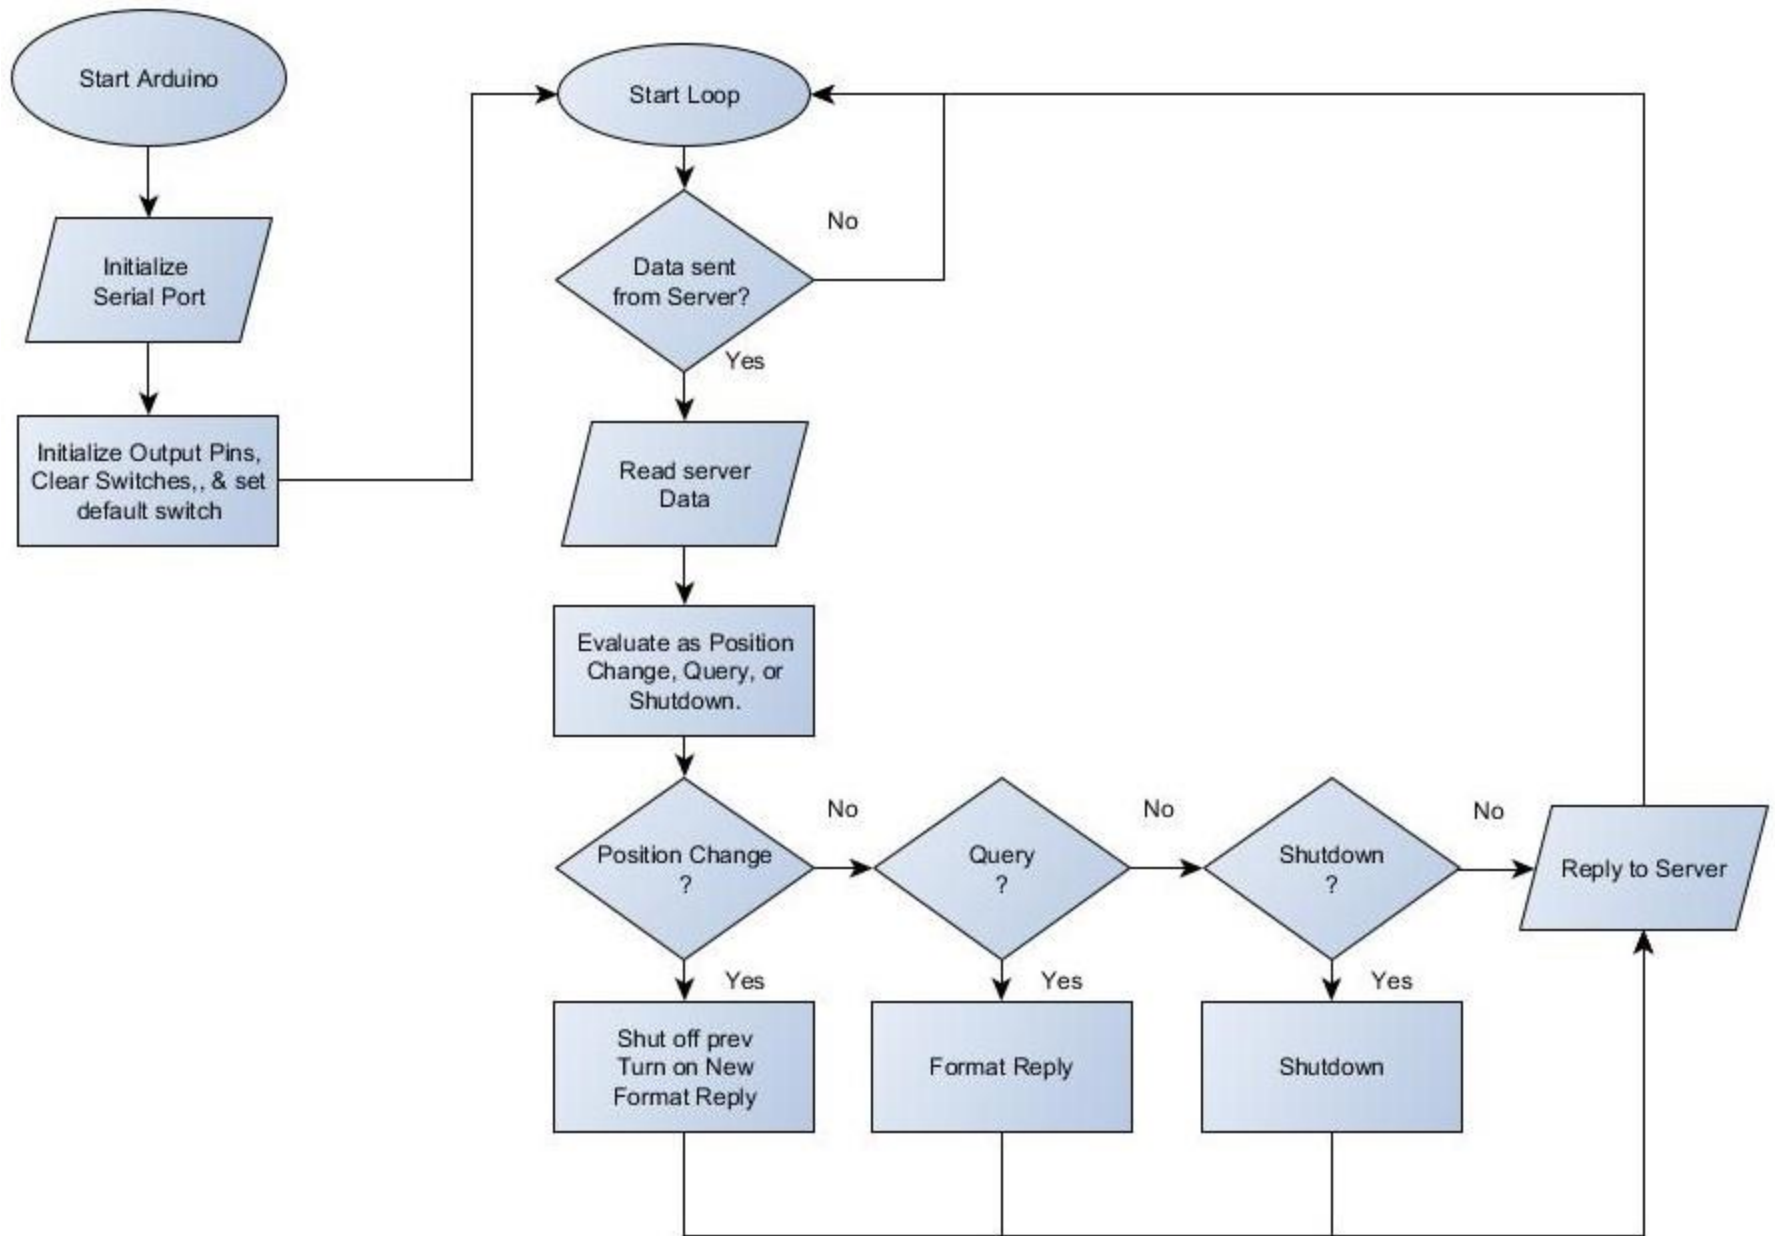 Start Arduino
Initialize
Serial Port
Initialize Output Pins,
Clear Switches,, & set
default switch
Start Loop
Data sent
from Server?
No
Yes
Read server
Data
Evaluate as Position
Change, Query, or
Shutdown.
Position Change
?
No
Query
?
No
Shutdown
?
No
Reply to Server
Yes
Yes
Yes
Shut off prev
Turn on New
Format Reply
Format Reply
Shutdown